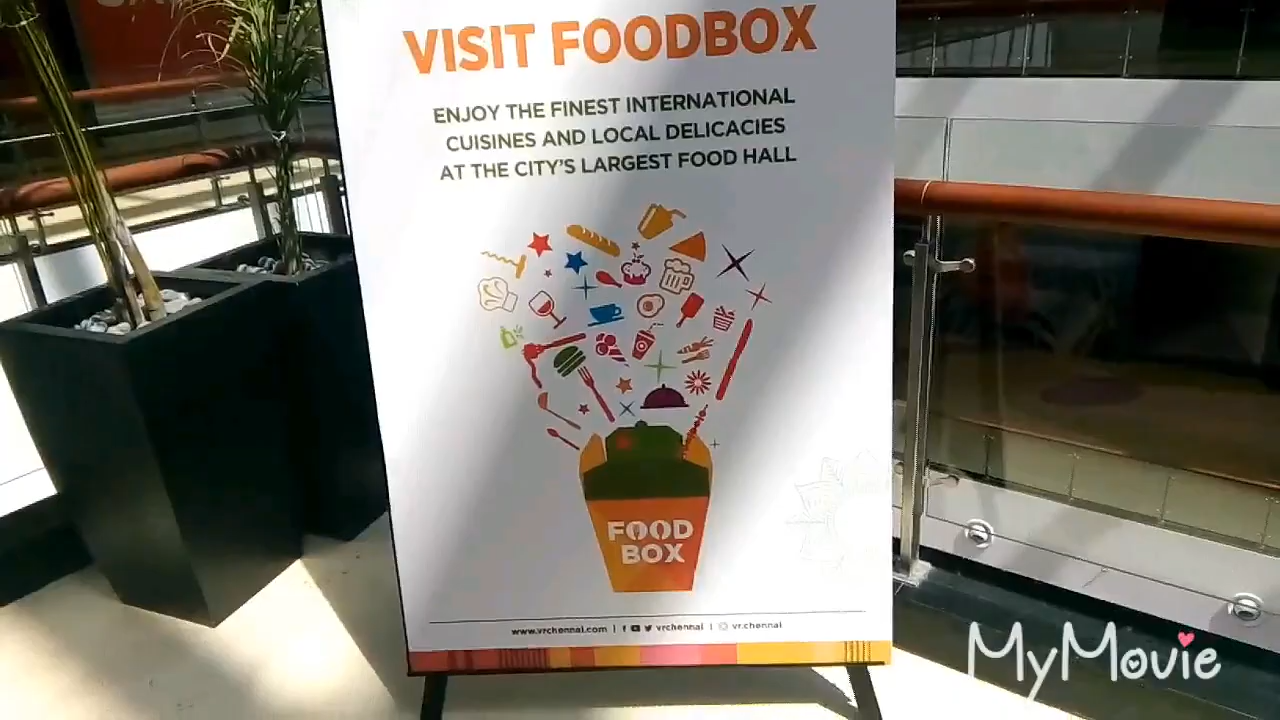 VISIT FOODBOX
ENJOY THE FINEST INTERNATIONAL
CUISINES AND LOCAL DELICACIES
AT THE CITY'S LARGEST FOOD HALL
FOOD
BOX
www.vrchennai.com | vrchennai | vr.chennai
MyMovie